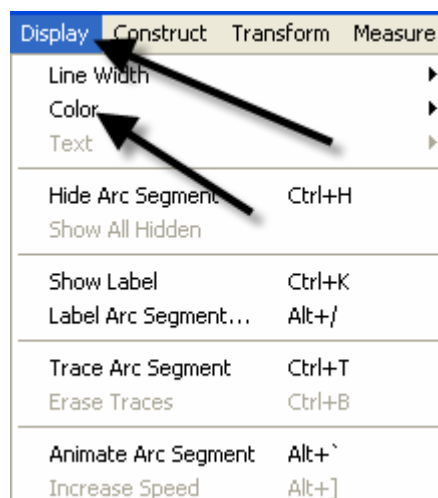 Display Construct Transform Measure
Line Width
Color
Text
Hide Arc Segment Ctrl+H
Show All Hidden
Show Label Ctrl+K
Label Arc Segment... Alt+/
Trace Arc Segment Ctrl+T
Erase Traces Ctrl+B
Animate Arc Segment Alt+`
Increase Speed Alt+]